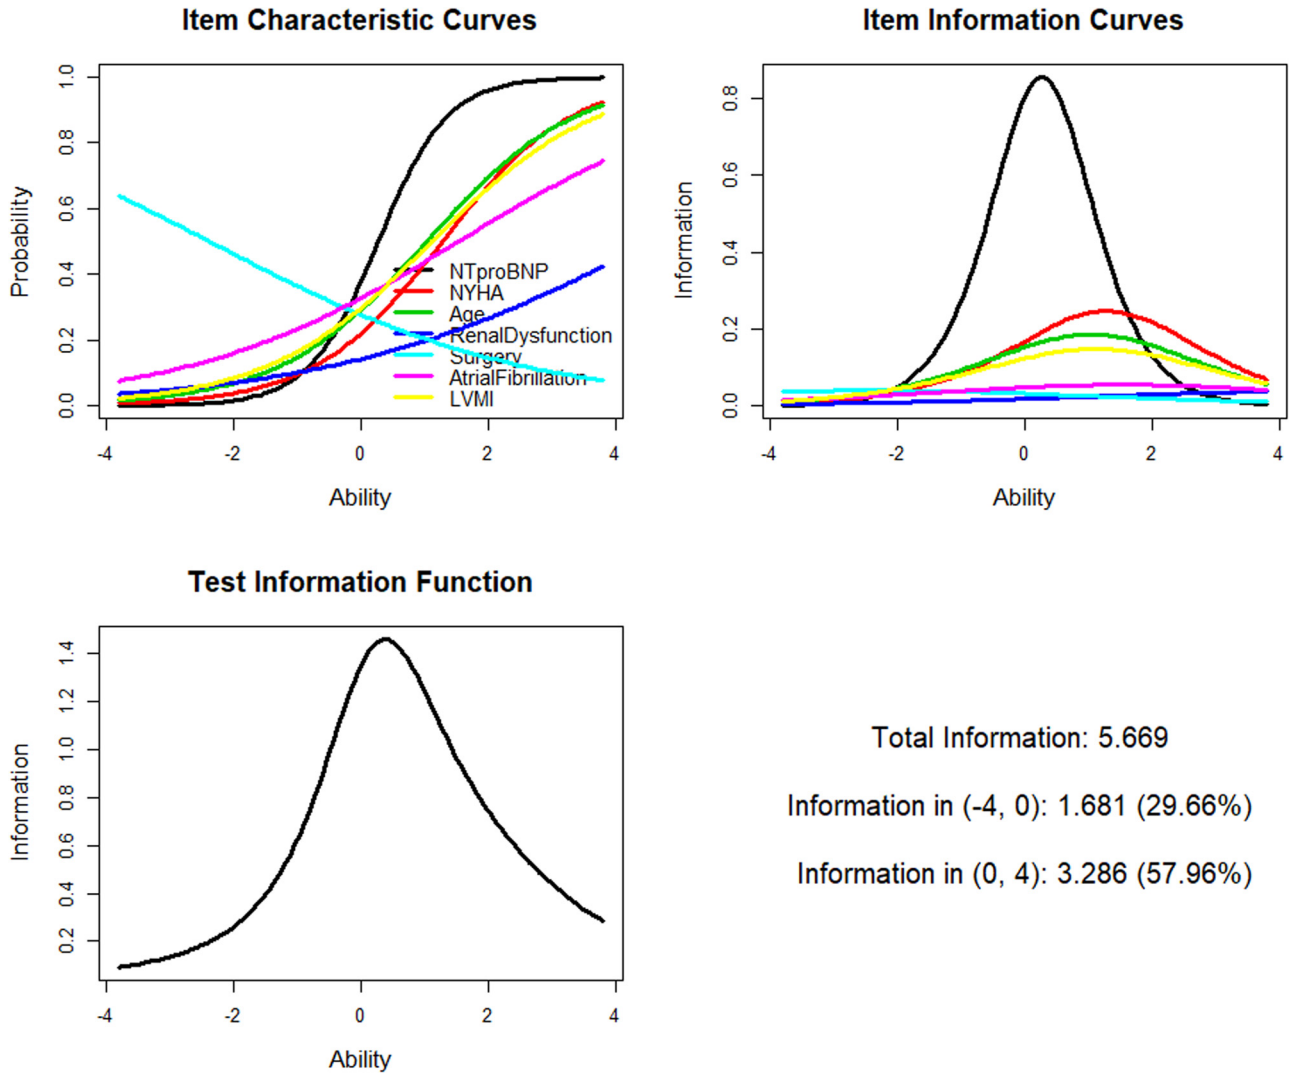 Item Characteristic Curves
Probability
1.0
0.8
0.6
0.4
0.2
0.0
NTproBNP
NYHA
Age
RenalDysfunction
Surgery
AtrialFibrillation
LVMI
-4 -2 0 2 4
Ability
Item Information Curves
Information
0.8
0.6
0.4
0.2
0.0
-4 -2 0 2 4
Ability
Test Information Function
Information
1.4
1.2
1.0
0.8
0.6
0.4
0.2
-4 -2 0 2 4
Ability
Total Information: 5.669
Information in (-4, 0): 1.681 (29.66%)
Information in (0, 4): 3.286 (57.96%)